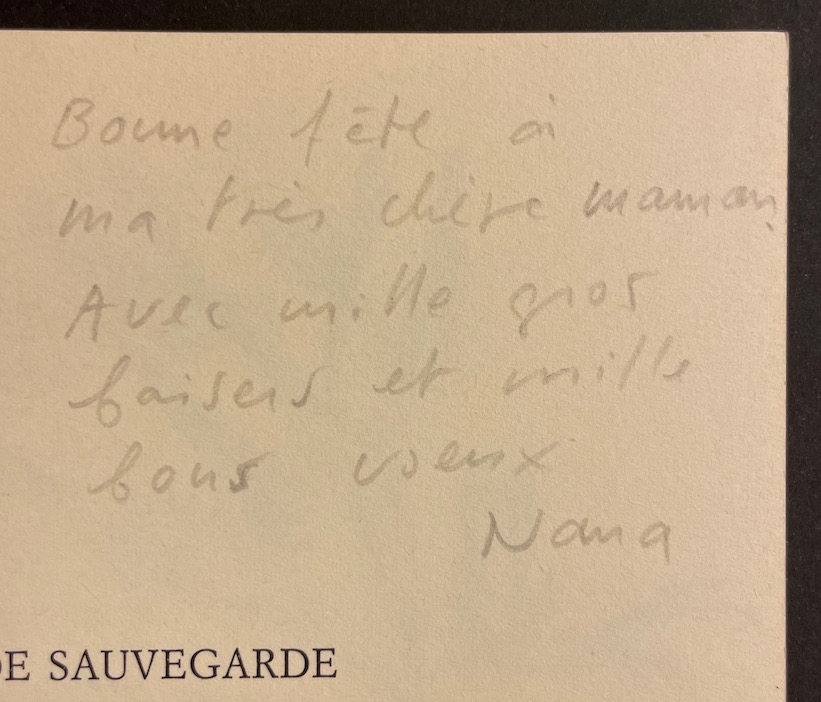 Bonne fête à
ma très chère maman
Avec mille gros
baisers et mille
bons voeux
Nana
DE SAUVEGARDE